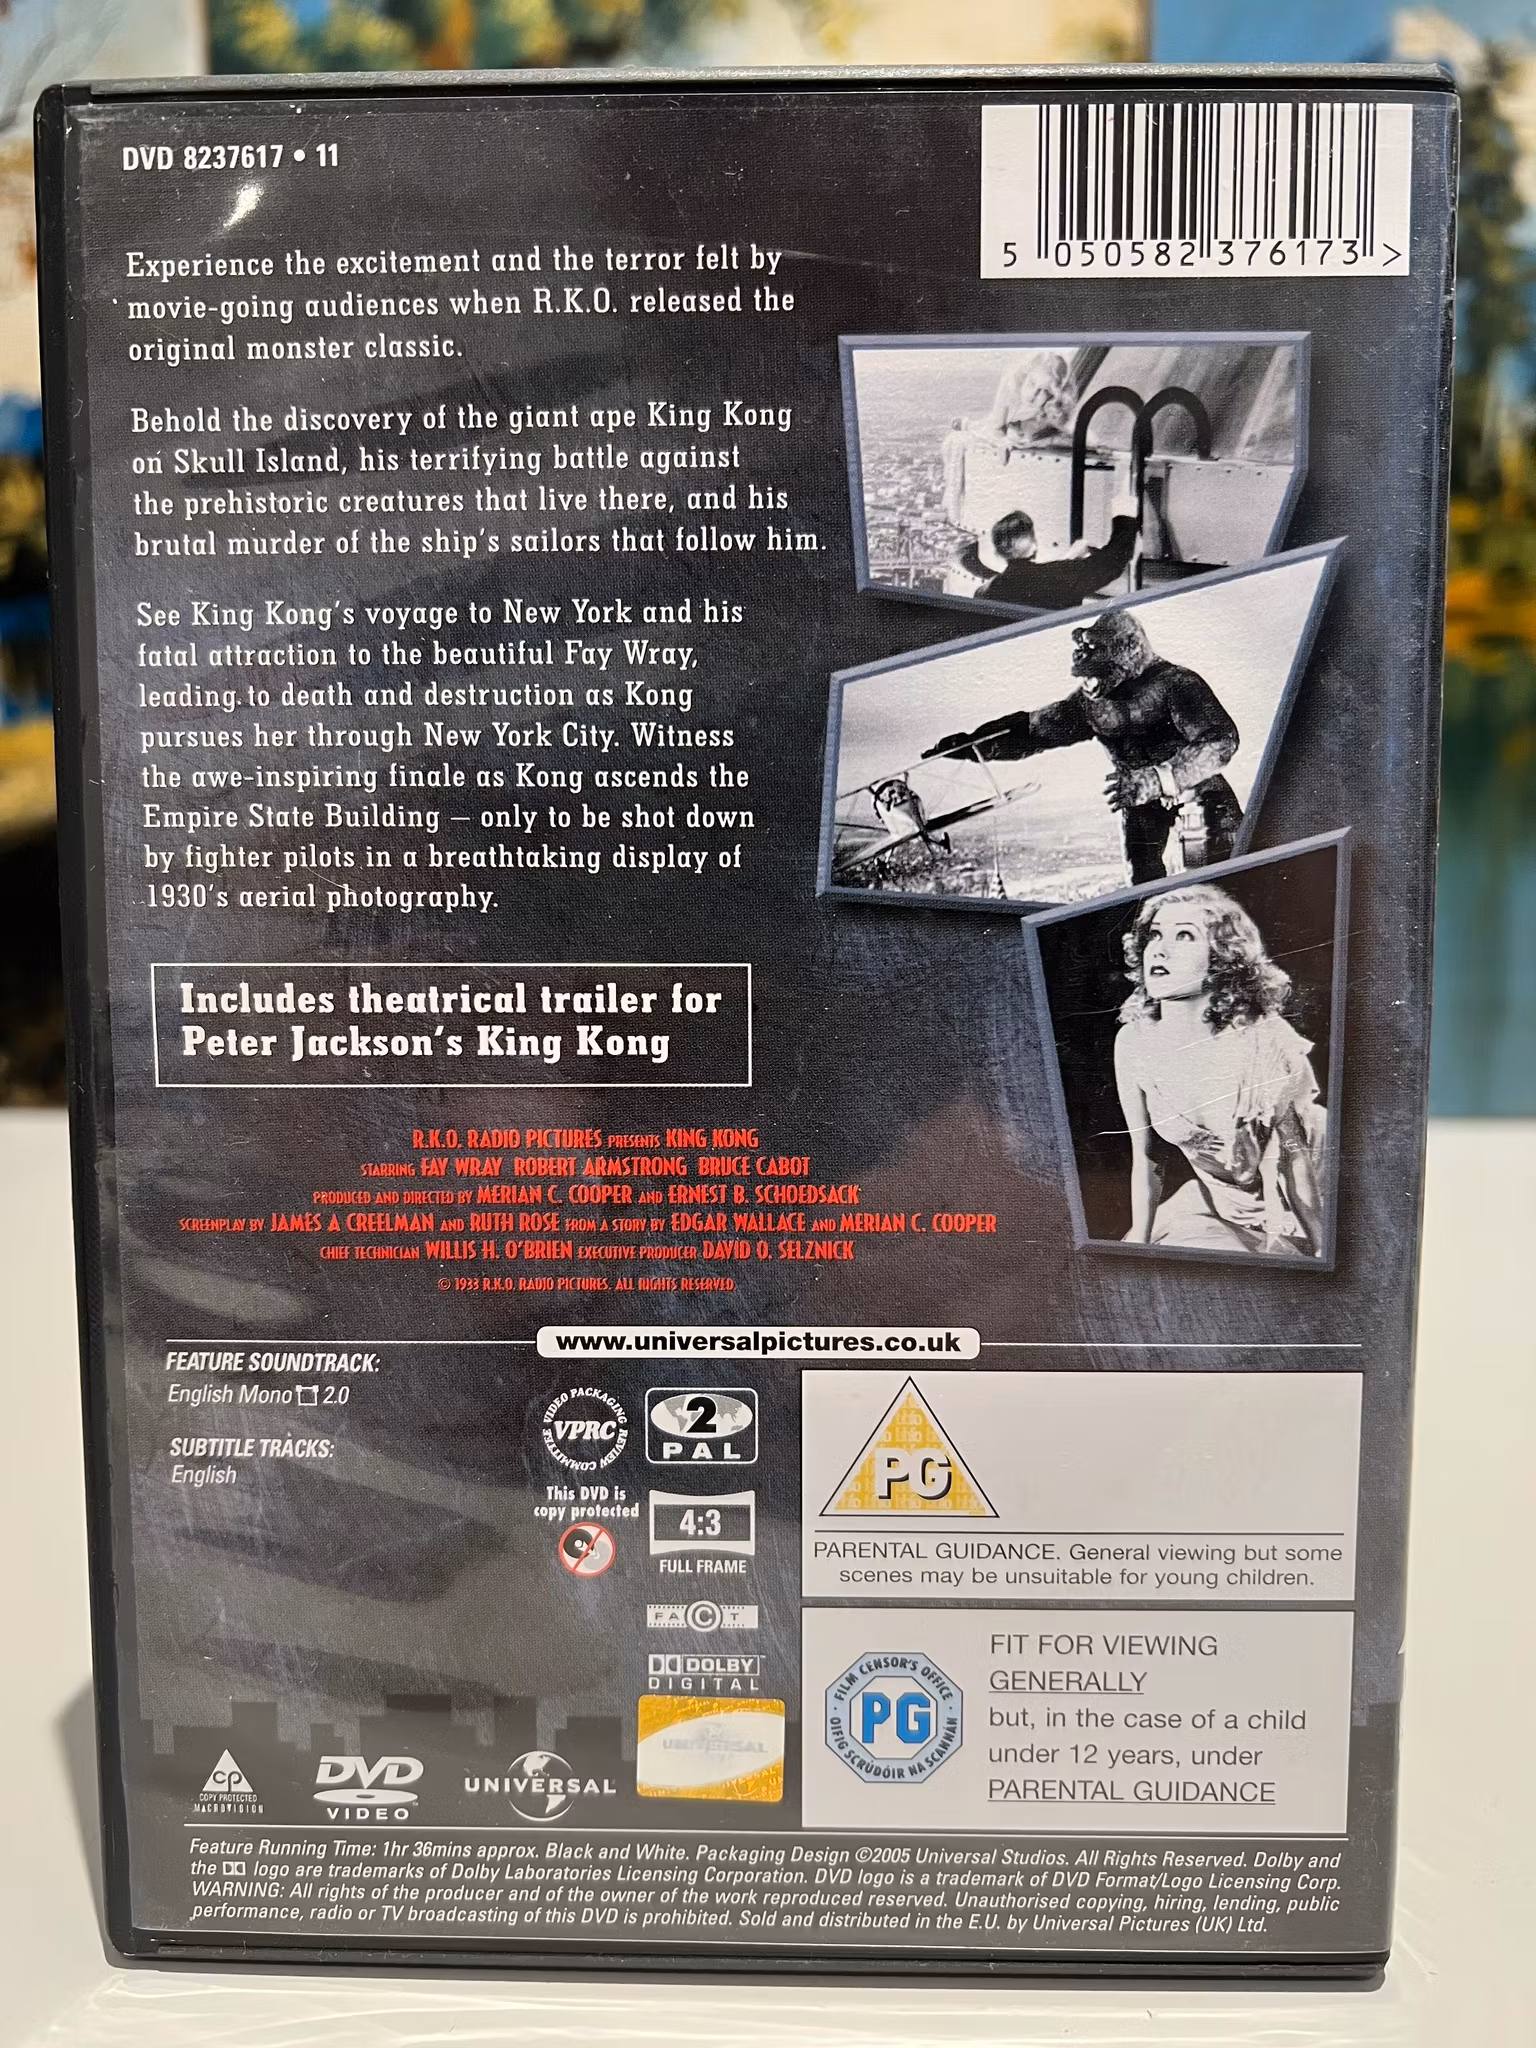 DVD 8237617 • 11
5 050582 376173 >
Experience the excitement and the terror felt by
movie-going audiences when R.K.O. released the
original monster classic.
Behold the discovery of the giant ape King Kong
on Skull Island, his terrifying battle against
the prehistoric creatures that live there, and his
brutal murder of the ship's sailors that follow him.
See King Kong's voyage to New York and his
fatal attraction to the beautiful Fay Wray,
leading to death and destruction as Kong
pursues her through New York City. Witness
the awe-inspiring finale as Kong ascends the
Empire State Building – only to be shot down
by fighter pilots in a breathtaking display of
1930's aerial photography.
Includes theatrical trailer for
Peter Jackson's King Kong
R.K.O. RADIO PICTURES PRESENTS KING KONG
STARRING FAY WRAY ROBERT ARMSTRONG BRUCE CABOT
PRODUCED AND DIRECTED BY MERIAN C. COOPER AND ERNEST B. SCHOEDSACK
SCREENPLAY BY JAMES A CREELMAN AND RUTH ROSE FROM A STORY BY EDGAR WALLACE AND MERIAN C. COOPER
CHIEF TECHNICIAN WILLIS H. O'BRIEN EXECUTIVE PRODUCER DAVID O. SELZNICK
© 1933 R.K.O. RADIO PICTURES. ALL RIGHTS RESERVED.
www.universalpictures.co.uk
FEATURE SOUNDTRACK:
English Mono 2.0
SUBTITLE TRACKS:
English
VIDEO PACKAGING REVIEW COMMITTEE
VPRC
2
PAL
This DVD is
copy protected
4:3
FULL FRAME
FACT
DOLBY
DIGITAL
UNIVERSAL
PG
PARENTAL GUIDANCE. General viewing but some
scenes may be unsuitable for young children.
FILM CENSOR'S OFFICE
PG
OIFIG SCRÚDÓIR NA SCANNÁN
FIT FOR VIEWING
GENERALLY
but, in the case of a child
under 12 years, under
PARENTAL GUIDANCE
CP
COPY PROTECTED
MACROVISION
DVD
VIDEO
UNIVERSAL
Feature Running Time: 1hr 36mins approx. Black and White. Packaging Design ©2005 Universal Studios. All Rights Reserved. Dolby and
the logo are trademarks of Dolby Laboratories Licensing Corporation. DVD logo is a trademark of DVD Format/Logo Licensing Corp.
WARNING: All rights of the producer and of the owner of the work reproduced reserved. Unauthorised copying, hiring, lending, public
performance, radio or TV broadcasting of this DVD is prohibited. Sold and distributed in the E.U. by Universal Pictures (UK) Ltd.